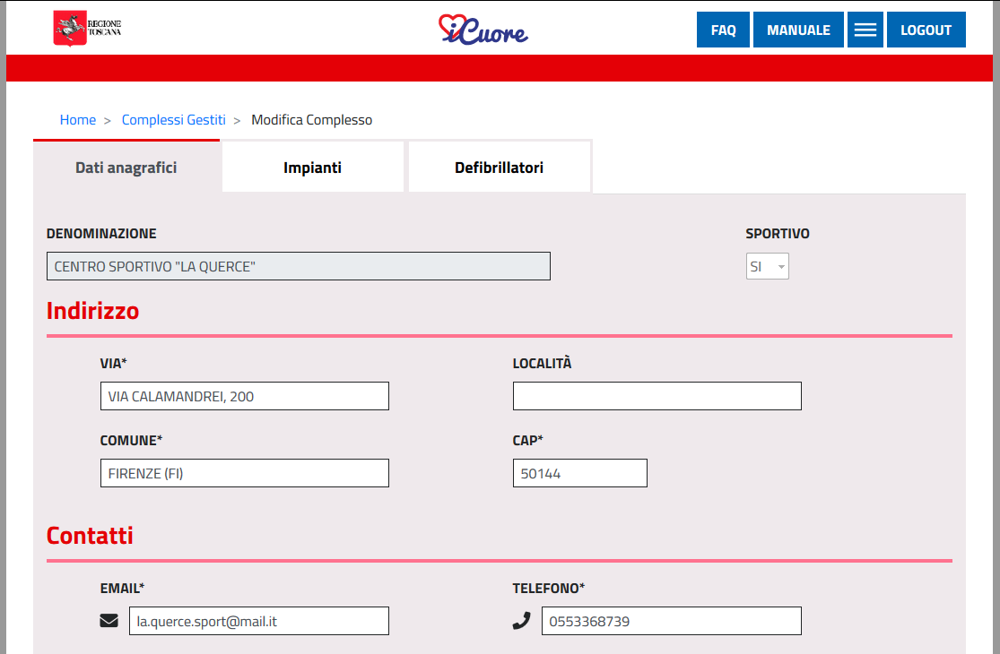 REGIONE
TOSCANA
iCuore
FAQ MANUALE LOGOUT
Home > Complessi Gestiti > Modifica Complesso
Dati anagrafici Impianti Defibrillatori
DENOMINAZIONE SPORTIVO
CENTRO SPORTIVO "LA QUERCE" SI
Indirizzo
VIA* LOCALITÀ
VIA CALAMANDREI, 200
COMUNE* CAP*
FIRENZE (FI) 50144
Contatti
EMAIL* TELEFONO*
la.querce.sport@mail.it 0553368739